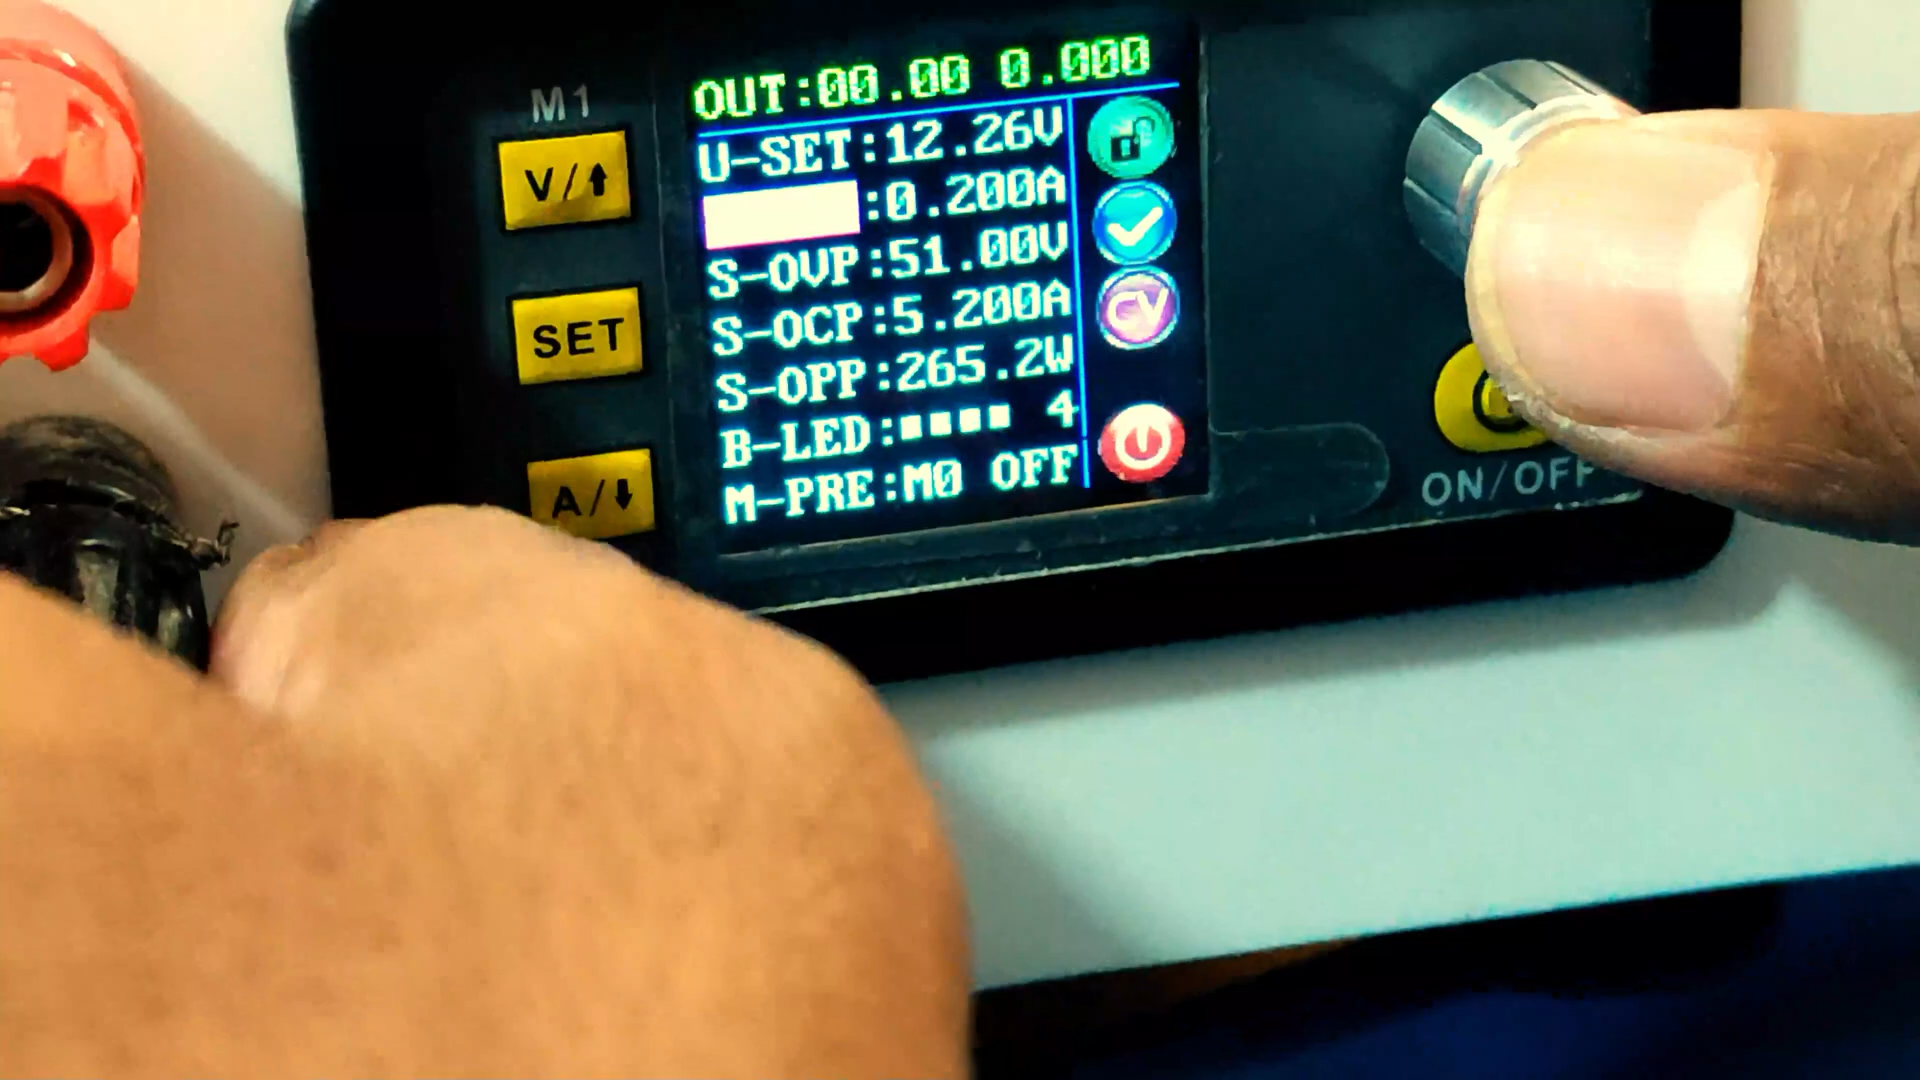 M1
V/↑
SET
A/↓
OUT:00.00 0.000
U-SET:12.26V
:0.200A
S-OVP:51.00V
S-OCP:5.200A
S-OPP:265.2W
B-LED:▪▪▪▪ 4
M-PRE:M0 OFF
CV
ON/OFF